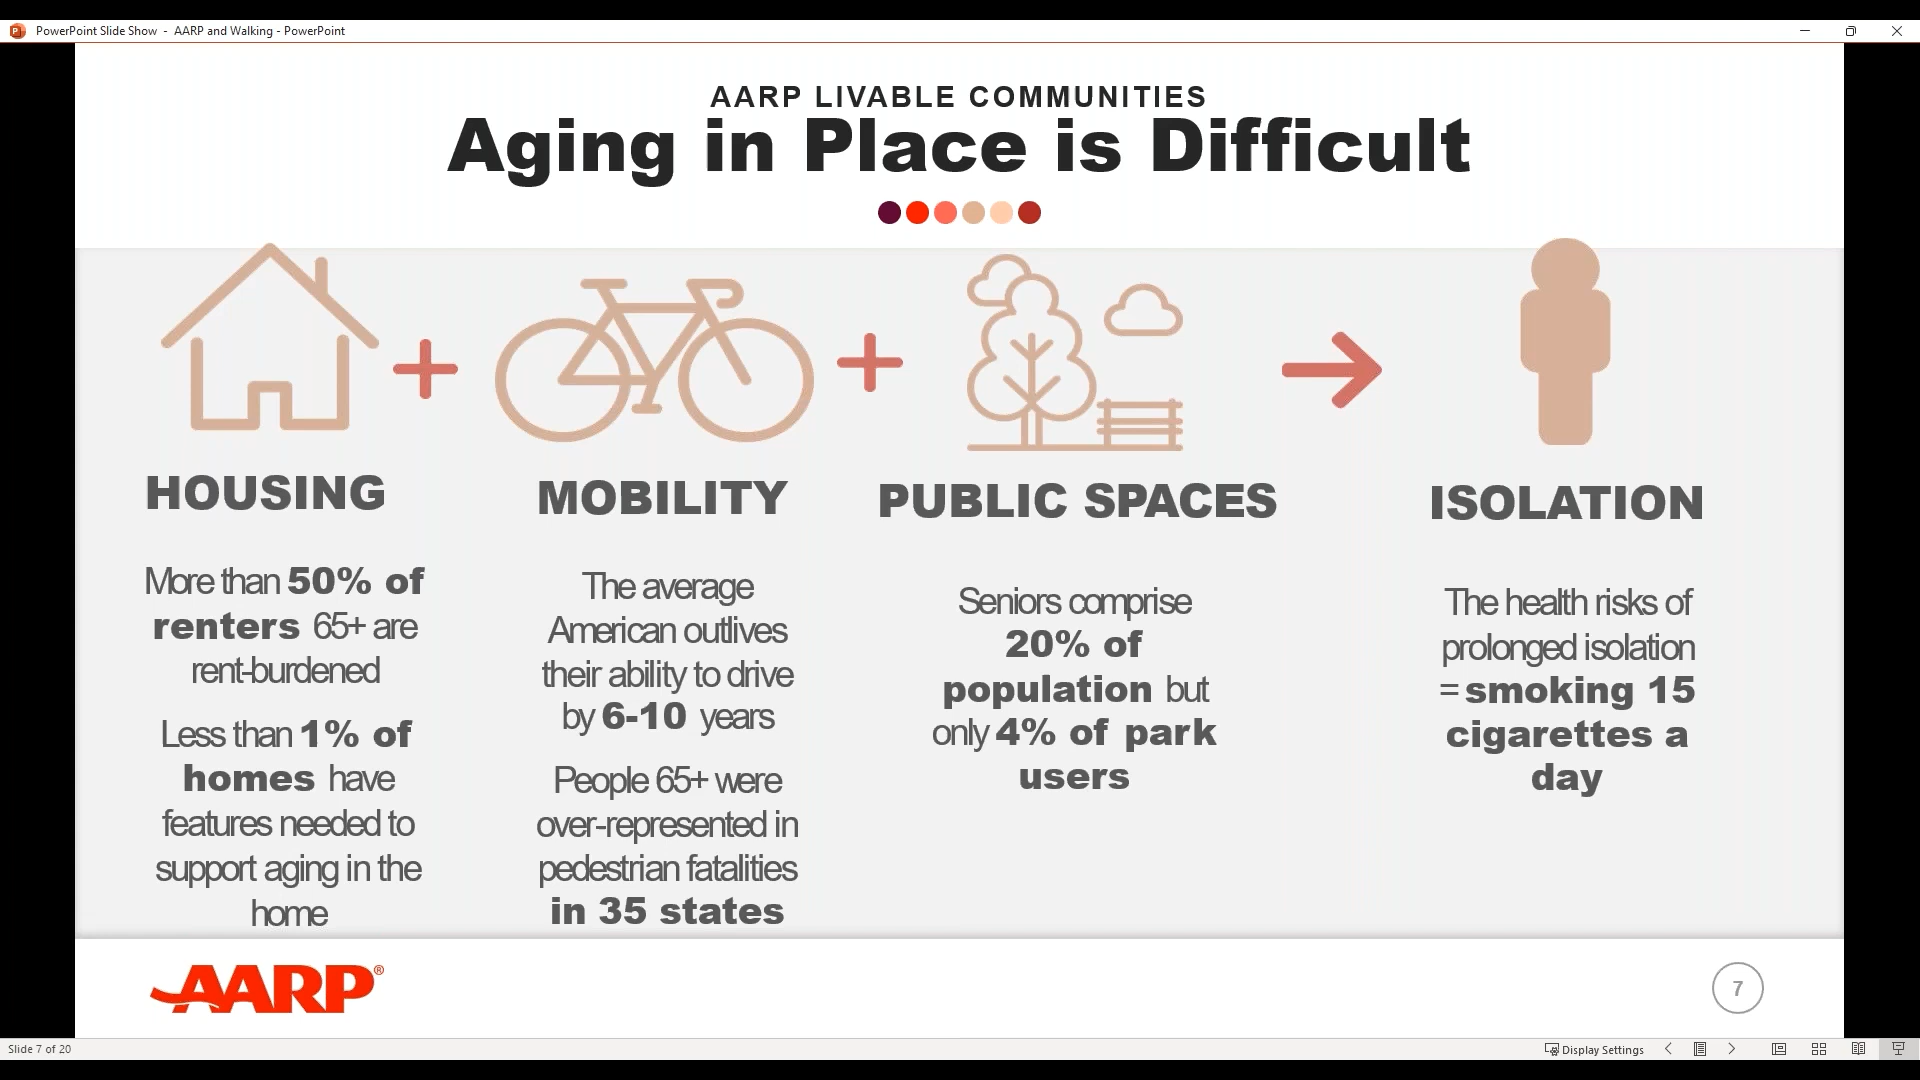 PowerPoint Slide Show - AARP and Walking - PowerPoint
AARP LIVABLE COMMUNITIES
Aging in Place is Difficult
HOUSING
More than 50% of
renters 65+ are
rent-burdened
Less than 1% of
homes have
features needed to
support aging in the
home
MOBILITY
The average
American outlives
their ability to drive
by 6-10 years
People 65+ were
over-represented in
pedestrian fatalities
in 35 states
PUBLIC SPACES
Seniors comprise
20% of
population but
only 4% of park
users
ISOLATION
The health risks of
prolonged isolation
= smoking 15
cigarettes a
day
AARP®
7
Slide 7 of 20
Display Settings